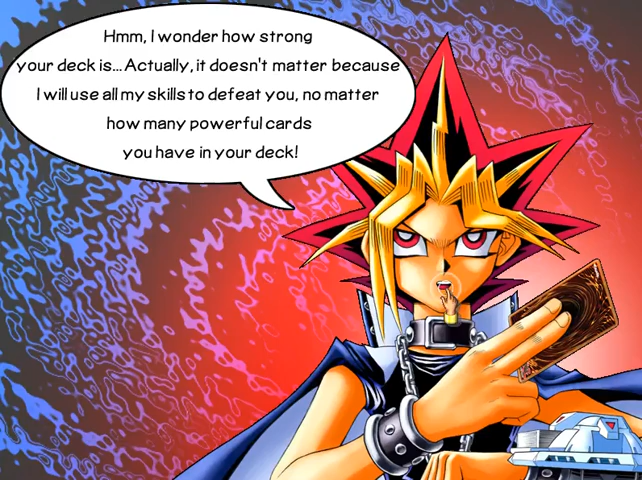 Hmm, I wonder how strong
your deck is... Actually, it doesn't matter because
I will use all my skills to defeat you, no matter
how many powerful cards
you have in your deck!